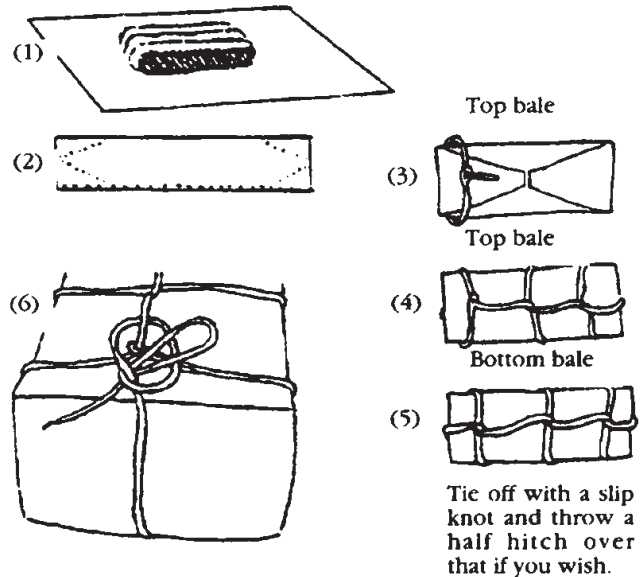 (1)
(2)
Top bale
(3)
Top bale
(4)
Bottom bale
(5)
(6)
Tie off with a slip
knot and throw a
half hitch over
that if you wish.